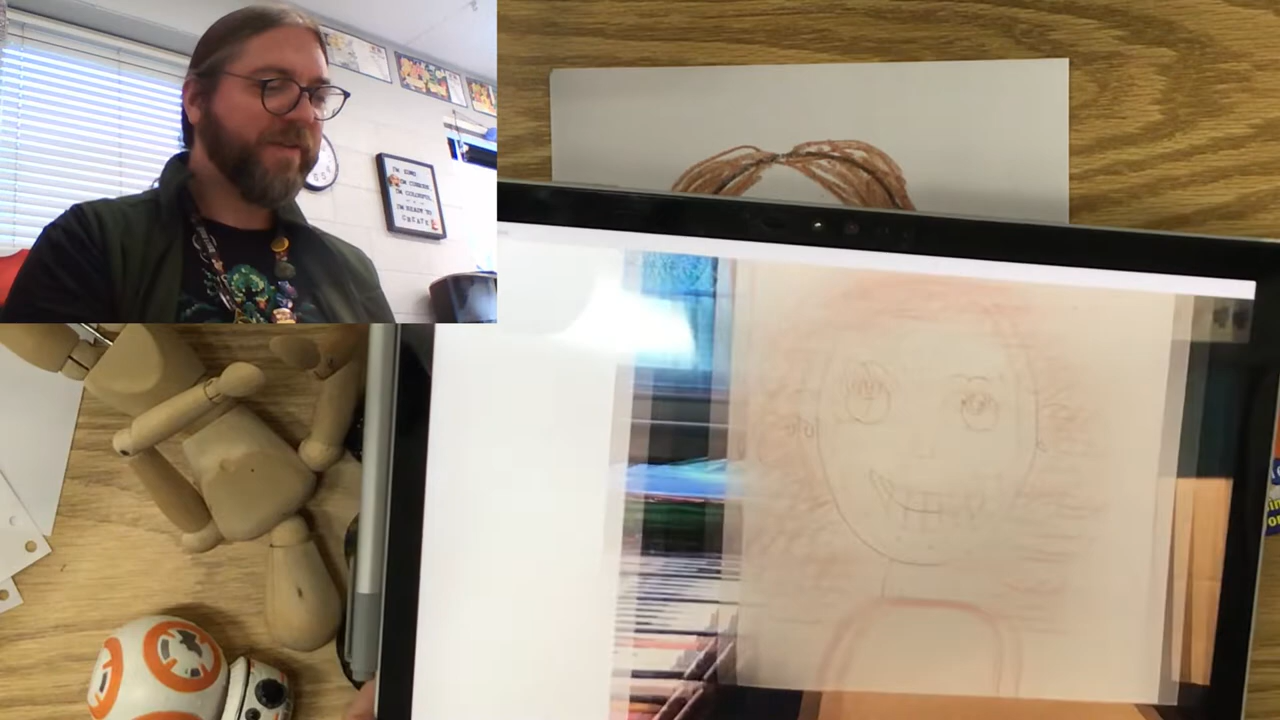 I'M KIND
I'M CURIOUS
I'M COLORFUL
I'M READY TO
CREATE